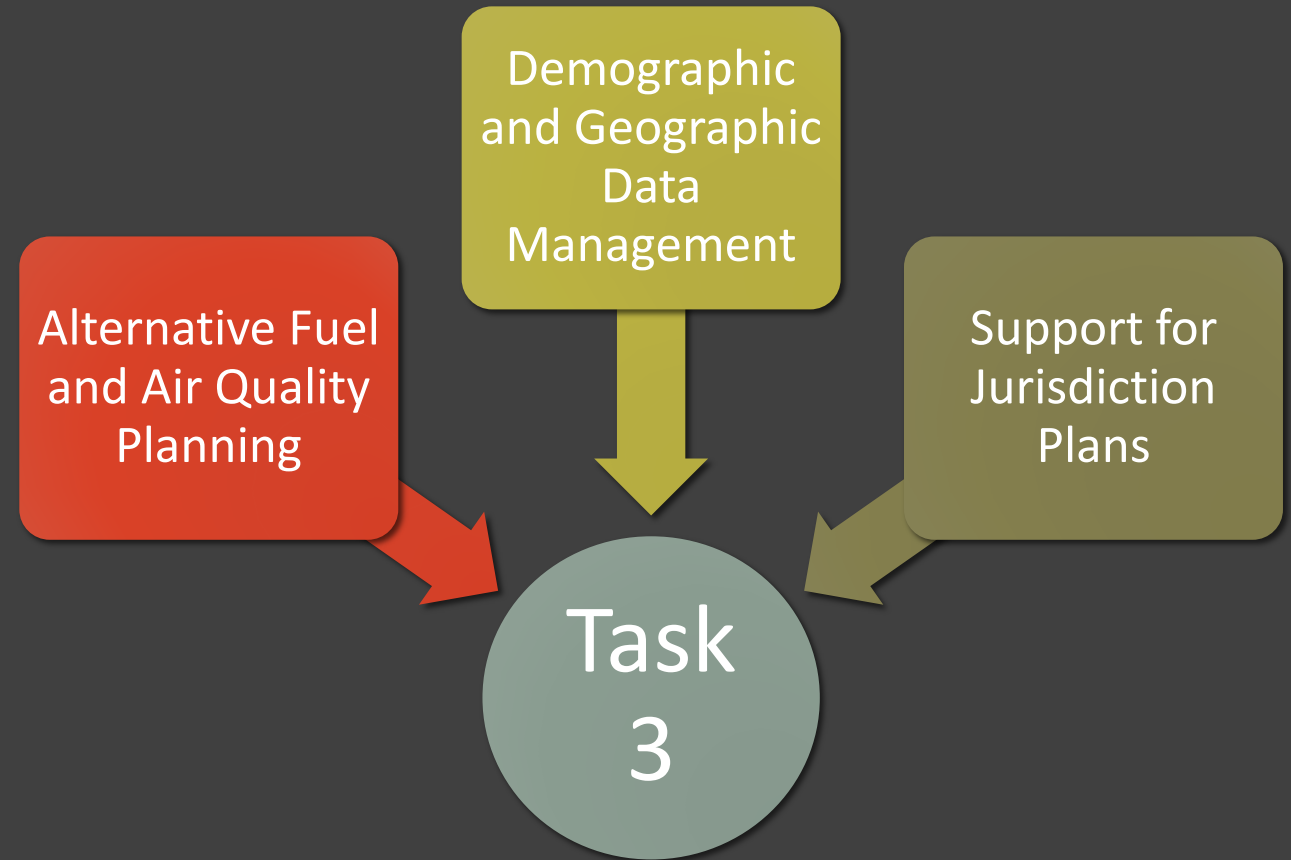 Demographic
and Geographic
Data
Management
Alternative Fuel
and Air Quality
Planning
Support for
Jurisdiction
Plans
Task
3